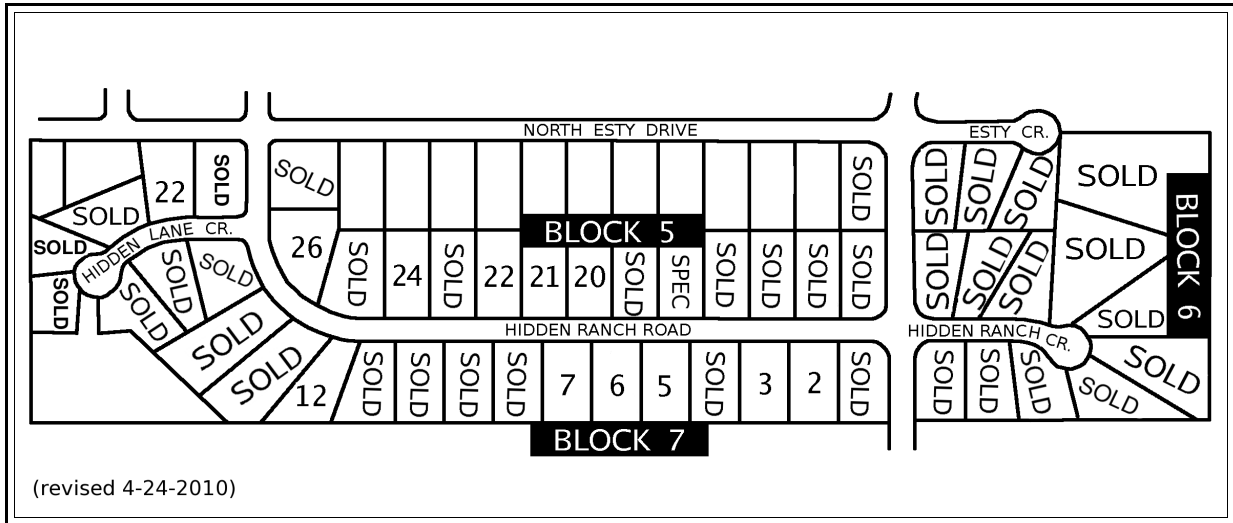 NORTH ESTY DRIVE
ESTY CR.
SOLD
22
SOLD
SOLD
SOLD
SOLD
SOLD
SOLD
SOLD
SOLD
SOLD
HIDDEN LANE CR.
SOLD
26
BLOCK 5
SOLD
24
SOLD
22
21
20
SOLD
SPEC
SOLD
SOLD
SOLD
SOLD
SOLD
SOLD
SOLD
BLOCK 6
SOLD
SOLD
SOLD
SOLD
SOLD
HIDDEN RANCH ROAD
HIDDEN RANCH CR.
SOLD
SOLD
12
SOLD
SOLD
SOLD
SOLD
7
6
5
SOLD
3
2
SOLD
SOLD
SOLD
SOLD
SOLD
SOLD
BLOCK 7
(revised 4-24-2010)